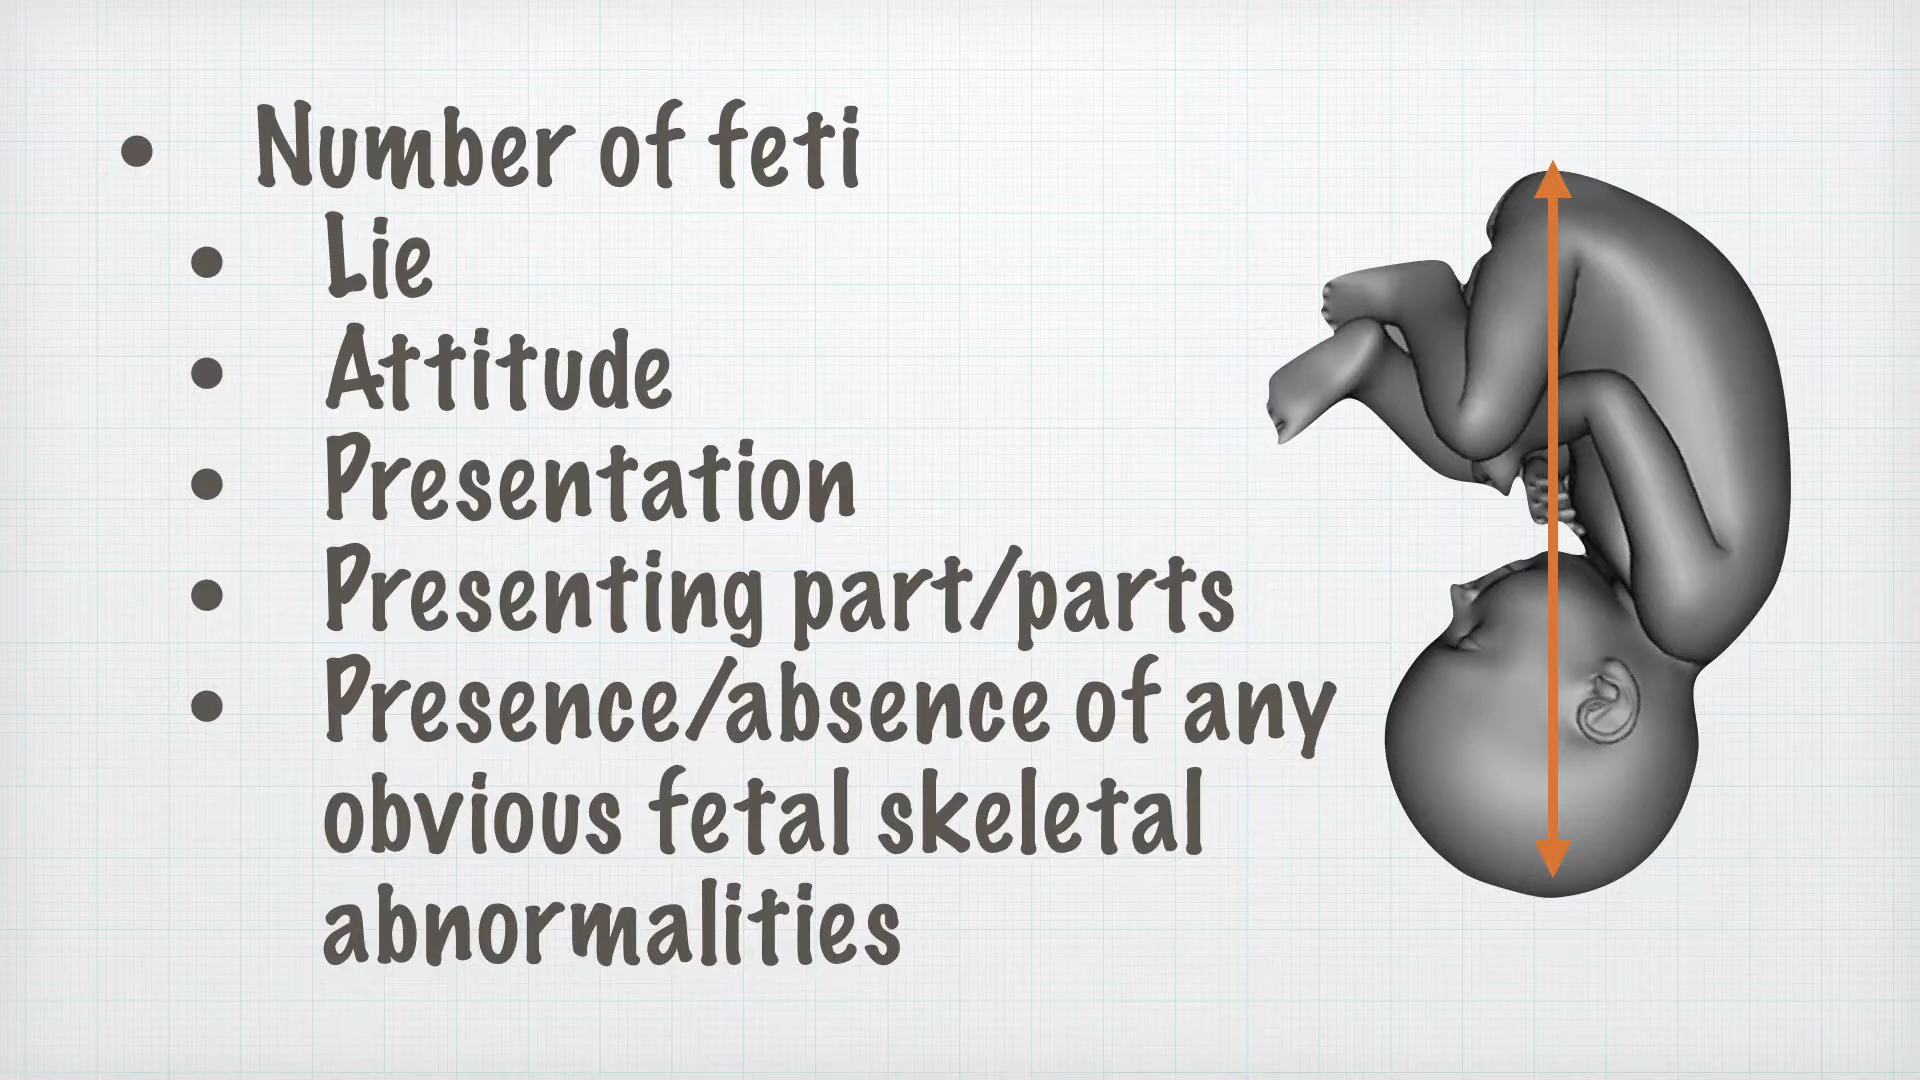 • Number of feti
• Lie
• Attitude
• Presentation
• Presenting part/parts
• Presence/absence of any
obvious fetal skeletal
abnormalities